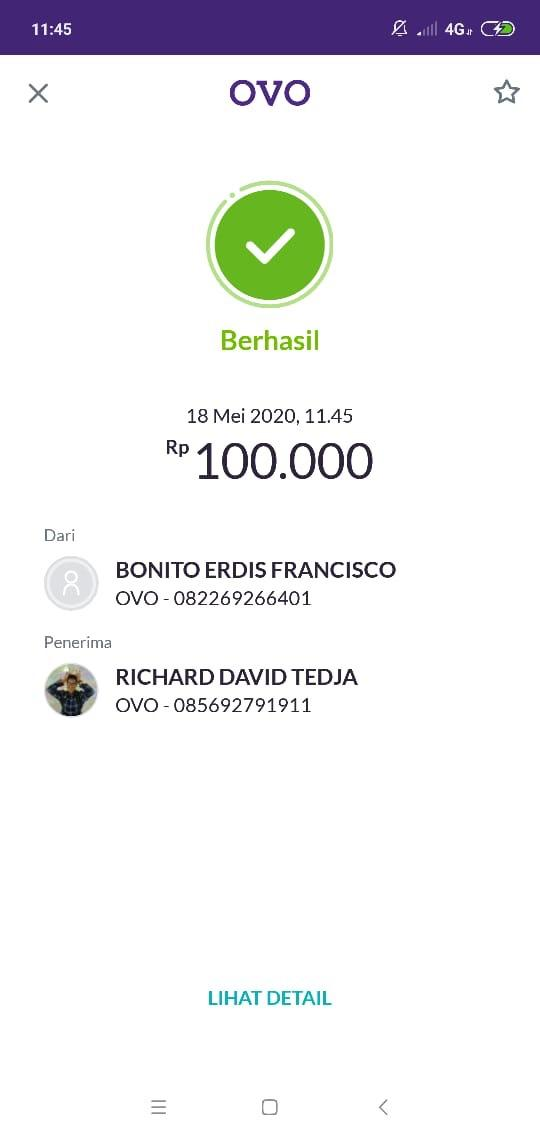 11:45
4G
OVO
Berhasil
18 Mei 2020, 11.45
Rp 100.000
Dari
BONITO ERDIS FRANCISCO
OVO - 082269266401
Penerima
RICHARD DAVID TEDJA
OVO - 085692791911
LIHAT DETAIL